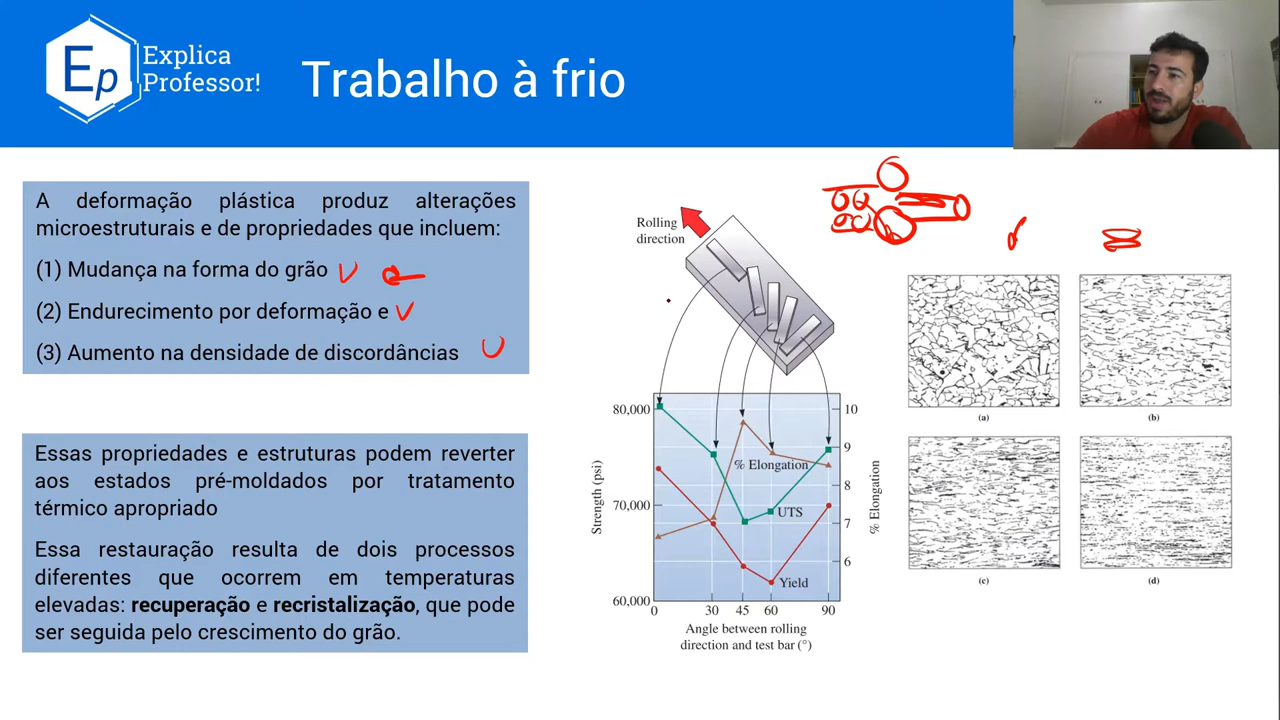 Ep
Explica
Professor!
Trabalho à frio
A deformação plástica produz alterações
microestruturais e de propriedades que incluem:
(1) Mudança na forma do grão
(2) Endurecimento por deformação e
(3) Aumento na densidade de discordâncias
Essas propriedades e estruturas podem reverter
aos estados pré-moldados por tratamento
térmico apropriado
Essa restauração resulta de dois processos
diferentes que ocorrem em temperaturas
elevadas: recuperação e recristalização, que pode
ser seguida pelo crescimento do grão.
Rolling
direction
80,000
70,000
60,000
Strength (psi)
10
9
8
7
6
% Elongation
% Elongation
UTS
Yield
0 30 45 60 90
Angle between rolling
direction and test bar (°)
(a)
(b)
(c)
(d)